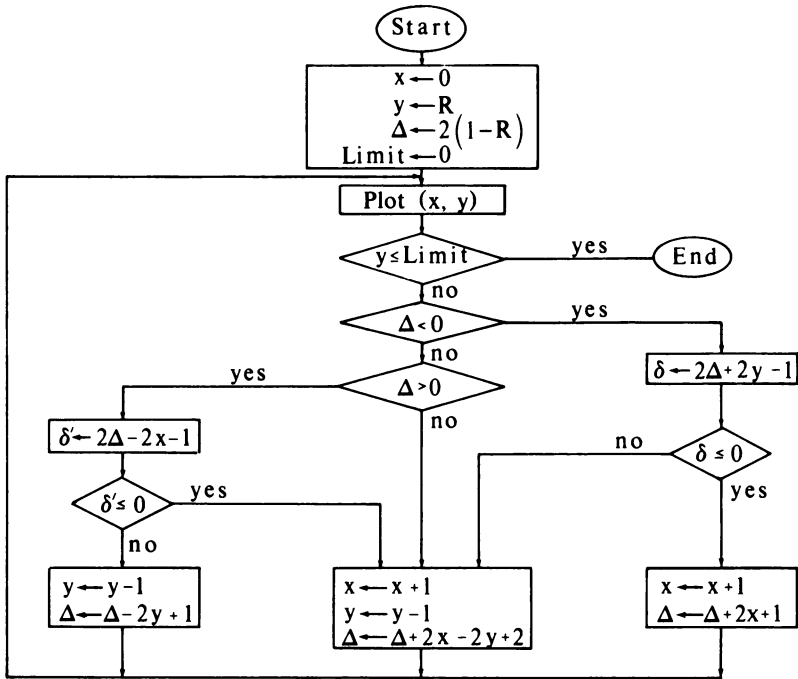 Start
x ← 0
y ← R
Δ ← 2(1-R)
Limit ← 0
Plot (x, y)
y ≤ Limit
yes
End
no
Δ < 0
yes
no
Δ > 0
yes
no
δ ← 2Δ+2y-1
δ' ← 2Δ-2x-1
δ ≤ 0
no
yes
δ' ≤ 0
yes
no
y ← y-1
Δ ← Δ-2y+1
x ← x+1
y ← y-1
Δ ← Δ+2x-2y+2
x ← x+1
Δ ← Δ+2x+1